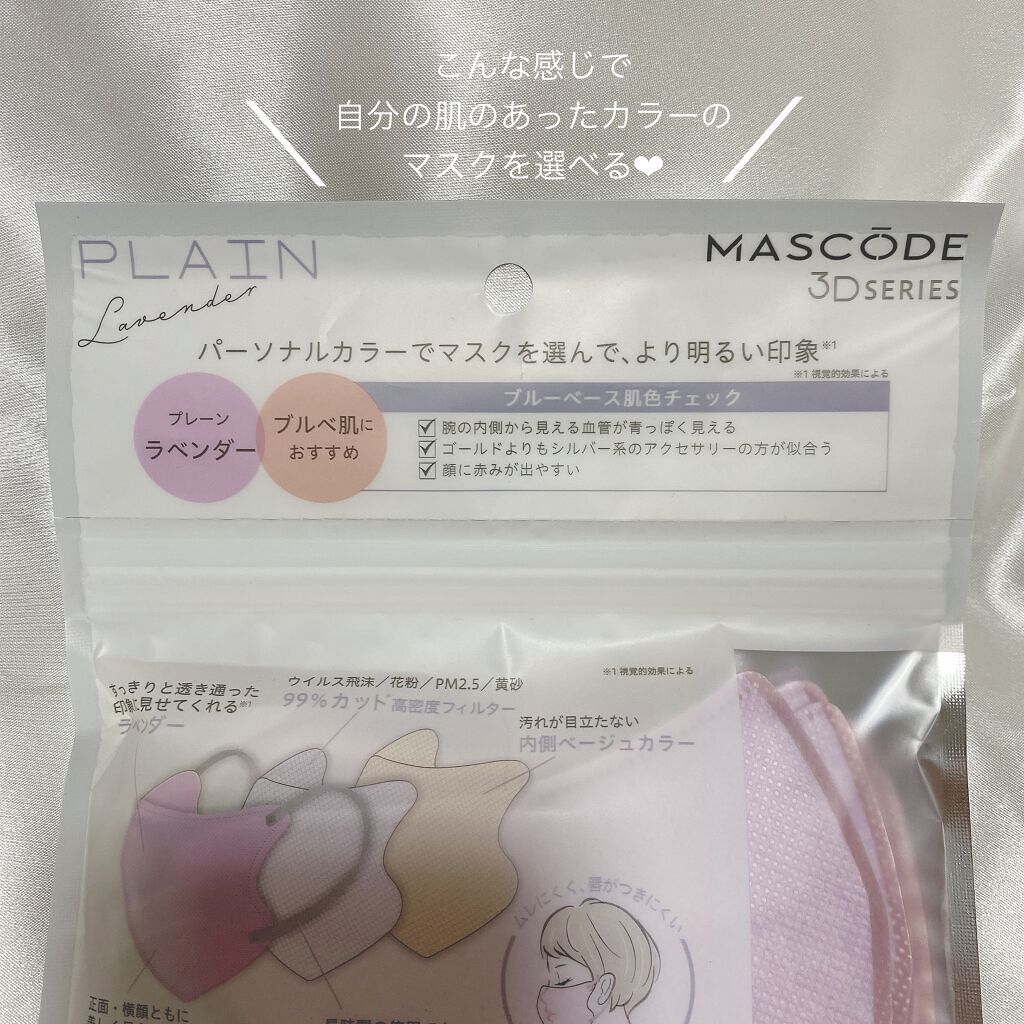 こんな感じで
自分の肌のあったカラーの
マスクを選べる❤
PLAIN
Lavender
MASCŌDE
3D SERIES
パーソナルカラーでマスクを選んで、より明るい印象※1
※1 視覚的効果による
プレーン
ラベンダー
ブルベ肌に
おすすめ
ブルーベース肌色チェック
腕の内側から見える血管が青っぽく見える
ゴールドよりもシルバー系のアクセサリーの方が似合う
顔に赤みが出やすい
※1 視覚的効果による
すっきりと透き通った
印象に見せてくれる※1
ラベンダー
ウイルス飛沫／花粉／PM2.5／黄砂
99%カット高密度フィルター
汚れが目立たない
内側ベージュカラー
ムレにくく、唇がつきにくい
正面・横顔ともに